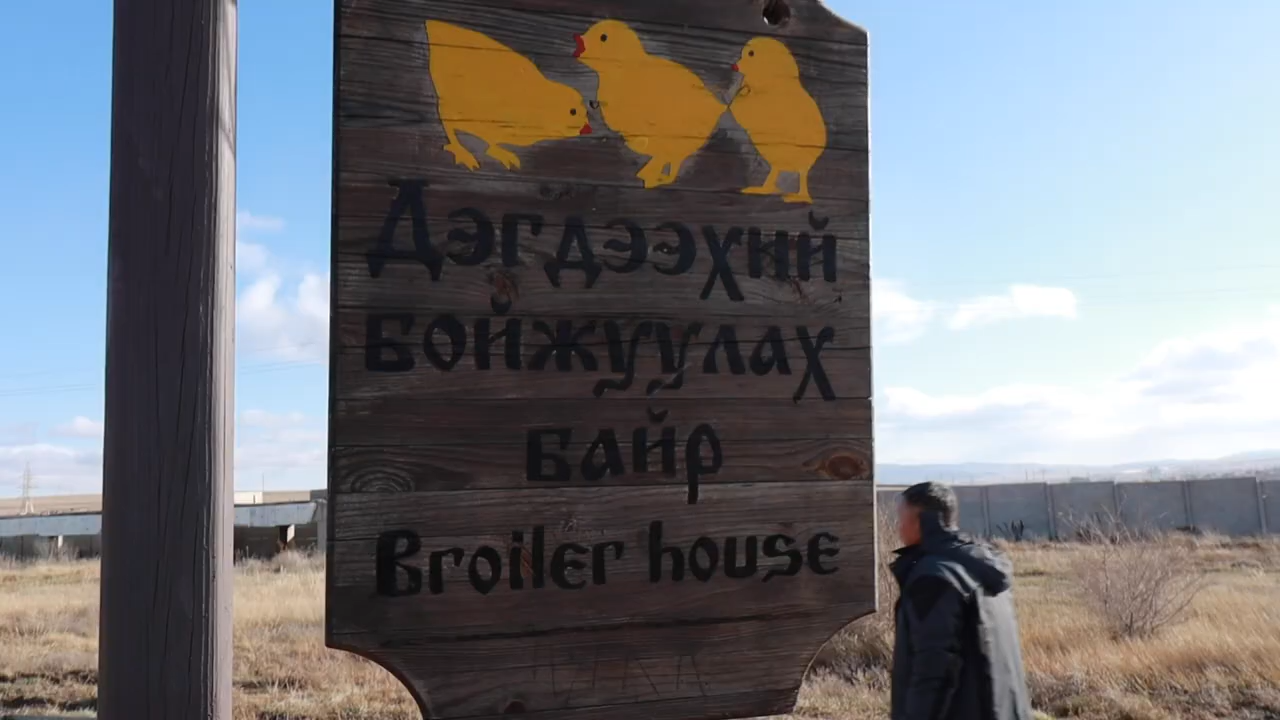 Дэгдээхий
бойжуулах
байр
Broiler house